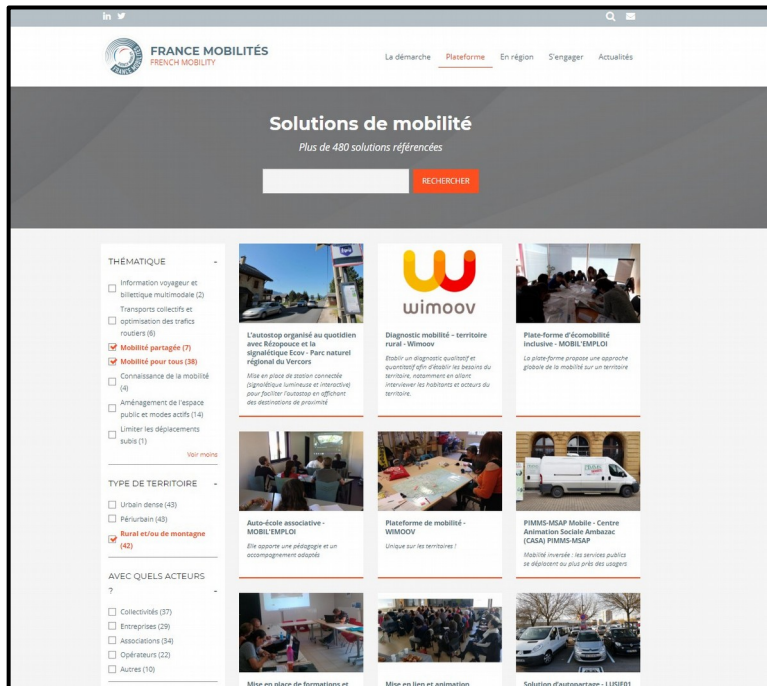 FRANCE MOBILITÉS
FRENCH MOBILITY
FRANCE MOBILITÉS
La démarche Plateforme En région S'engager Actualités
Solutions de mobilité
Plus de 480 solutions référencées
RECHERCHER
THÉMATIQUE -
Information voyageur et
billettique multimodale (2)
Transports collectifs et
optimisation des trafics
routiers (6)
Mobilité partagée (7)
Mobilité pour tous (38)
Connaissance de la mobilité
(4)
Aménagement de l'espace
public et modes actifs (14)
Limiter les déplacements
subis (1)
Voir moins
TYPE DE TERRITOIRE -
Urbain dense (43)
Périurbain (43)
Rural et/ou de montagne
(42)
AVEC QUELS ACTEURS
? -
Collectivités (37)
Entreprises (29)
Associations (34)
Opérateurs (22)
Autres (10)
L'autostop organisé au quotidien
avec Rézopouce et la
signalétique Ecov - Parc naturel
régional du Vercors
Mise en place de station connectée
(signalétique lumineuse et interactive)
pour faciliter l'autostop en affichant
des destinations de proximité
wimoov
Diagnostic mobilité – territoire
rural - Wimoov
Etablir un diagnostic qualitatif et
quantitatif afin d'établir les besoins du
territoire, notamment en allant
interviewer les habitants et acteurs du
territoire.
Plate-forme d'écomobilité
inclusive - MOBIL'EMPLOI
La plate-forme propose une approche
globale de la mobilité sur un territoire
Auto-école associative -
MOBIL'EMPLOI
Elle apporte une pédagogie et un
accompagnement adaptés
Plateforme de mobilité -
WIMOOV
Unique sur les territoires !
PIMMS-MSAP Mobile - Centre
Animation Sociale Ambazac
(CASA) PIMMS-MSAP
Mobilité inversée : les services publics
se déplacent au plus près des usagers
Mise en place de formations et
Mise en lien et animation
Solution d'autopartage - LUSIE01